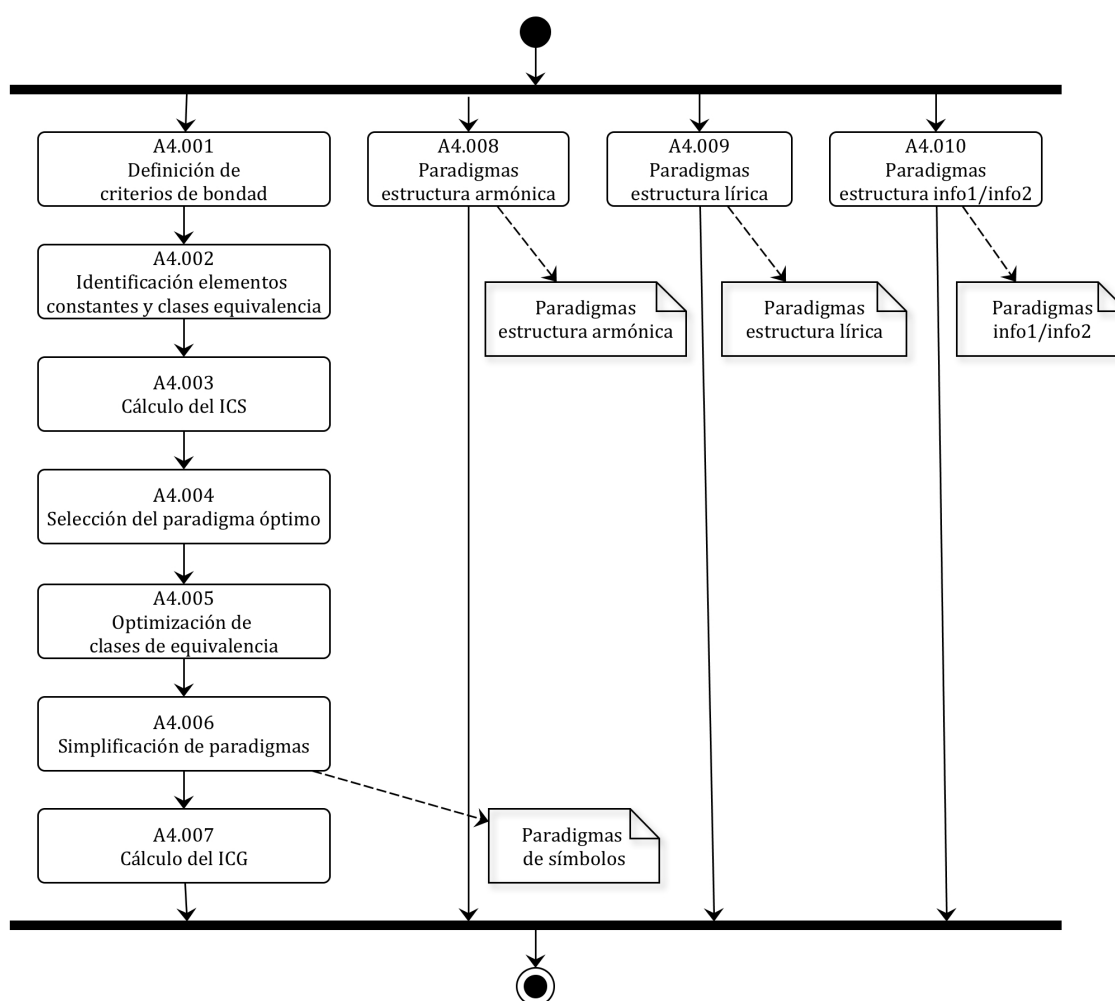 A4.001
Definición de
criterios de bondad
A4.008
Paradigmas
estructura armónica
A4.009
Paradigmas
estructura lírica
A4.010
Paradigmas
estructura info1/info2
A4.002
Identificación elementos
constantes y clases equivalencia
Paradigmas
estructura armónica
Paradigmas
estructura lírica
Paradigmas
info1/info2
A4.003
Cálculo del ICS
A4.004
Selección del paradigma óptimo
A4.005
Optimización de
clases de equivalencia
A4.006
Simplificación de paradigmas
A4.007
Cálculo del ICG
Paradigmas
de símbolos